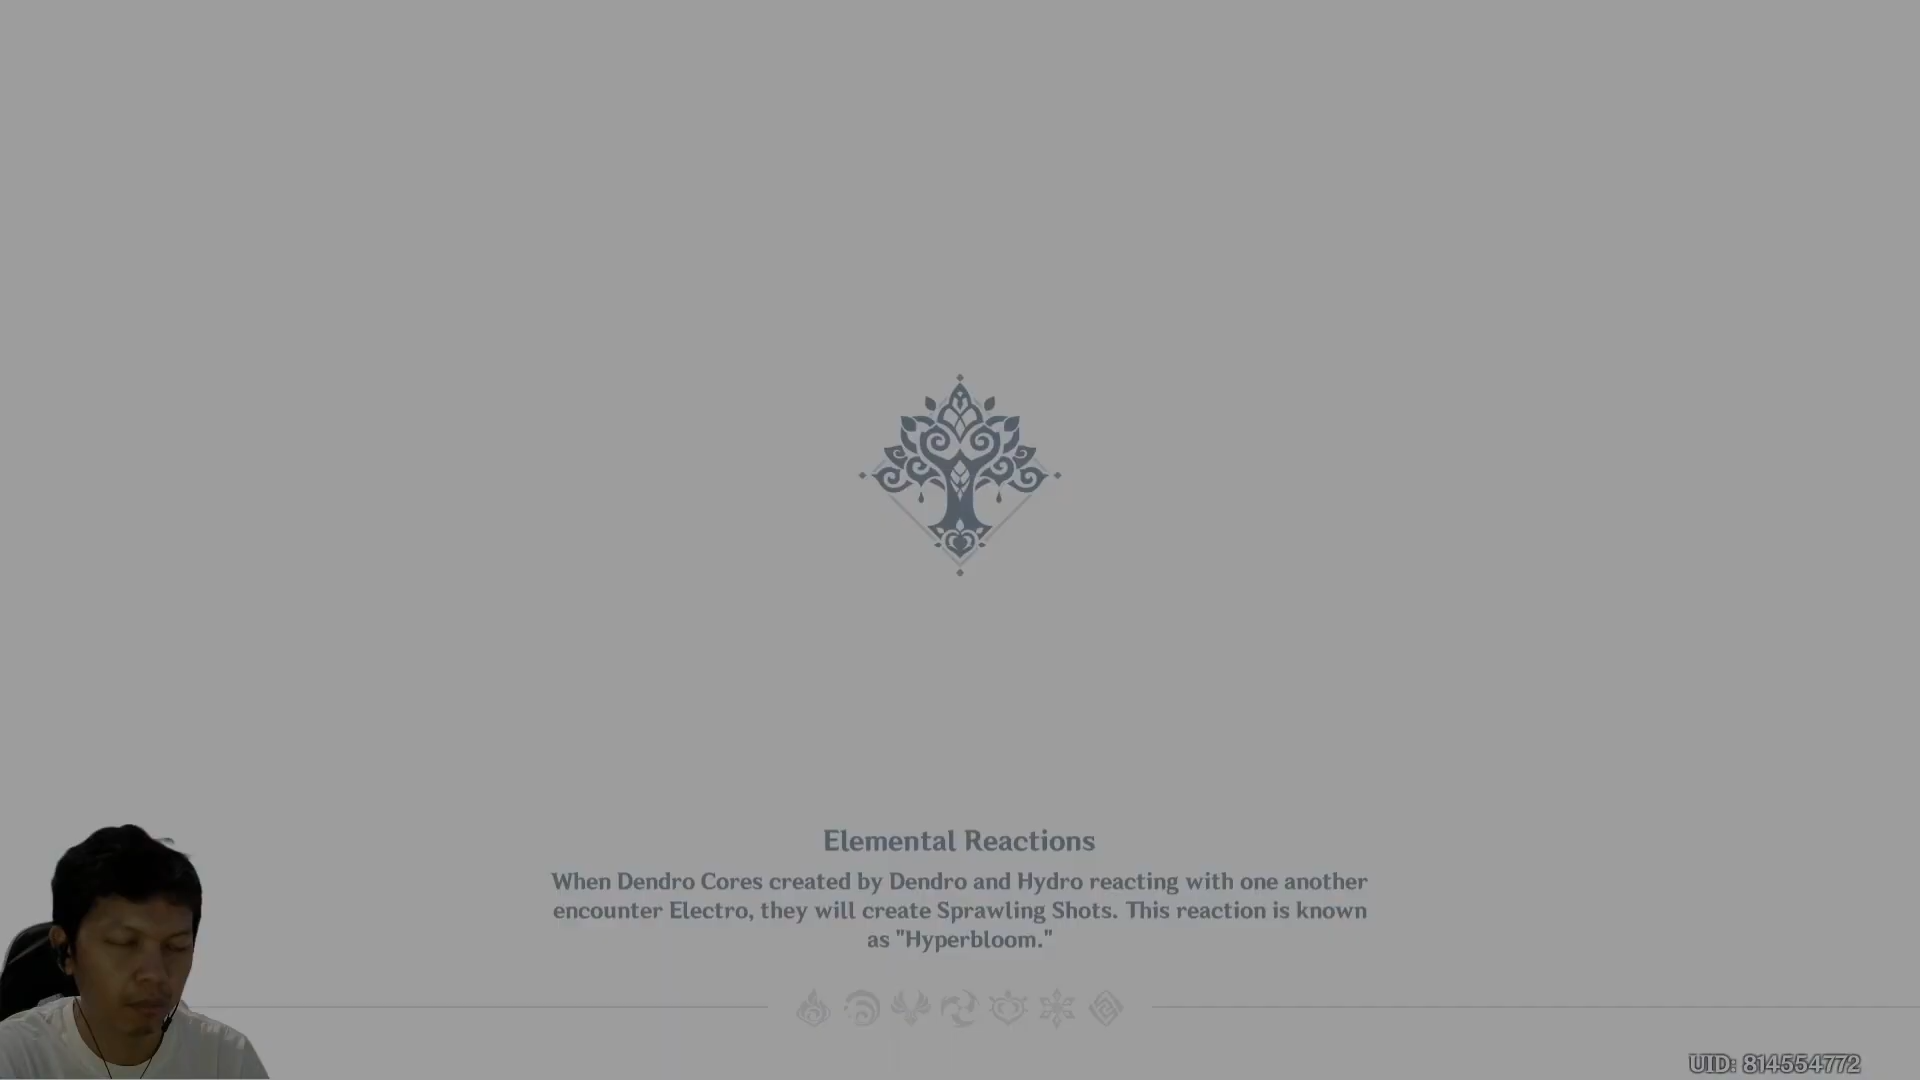 Elemental Reactions
When Dendro Cores created by Dendro and Hydro reacting with one another
encounter Electro, they will create Sprawling Shots. This reaction is known
as "Hyperbloom."
UID: 814554772